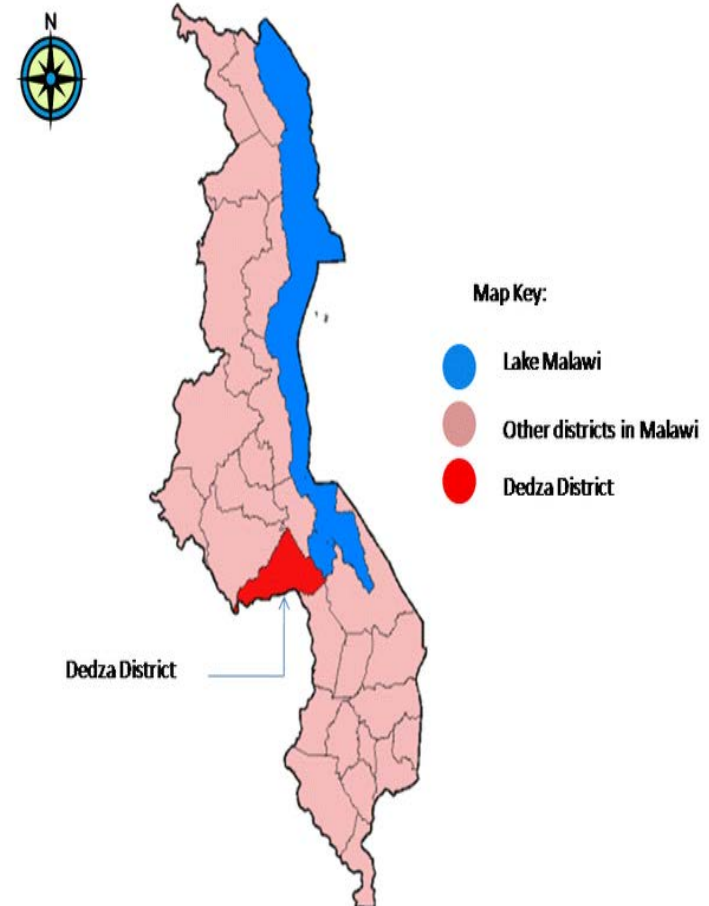 N
Map Key:
Lake Malawi
Other districts in Malawi
Dedza District
Dedza District